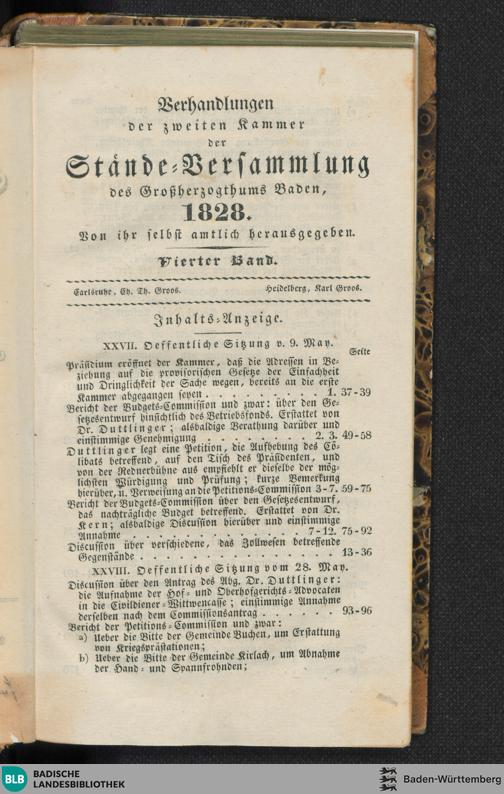 Verhandlungen
der zweiten Kammer
der
Stände-Versammlung
des Großherzogthums Baden,
1828.
Von ihr selbst amtlich herausgegeben.
Vierter Band.
Carlsruhe, Ch. Th. Groos. Heidelberg, Karl Groos.
Inhalts-Anzeige.
XXVII. Oeffentliche Sitzung v. 9. May.
Seite
Präsidium eröffnet der Kammer, daß die Adressen in Be-
ziehung auf die provisorischen Gesetze der Einfachheit
und Dringlichkeit der Sache wegen, bereits an die erste
Kammer abgegangen seyen . . . . . . . . . 1. 37-39
Bericht der Budgets-Commission und zwar: über den Ge-
setzesentwurf hinsichtlich des Betriebsfonds. Erstattet von
Dr. Duttlinger; alsbaldige Berathung darüber und
einstimmige Genehmigung . . . . . . . . 2. 3. 49-58
Duttlinger legt eine Petition, die Aufhebung des Cö-
libats betreffend, auf den Tisch des Präsidenten, und
von der Rednerbühne aus empfiehlt er dieselbe der mög-
lichsten Würdigung und Prüfung; kurze Bemerkung
hierüber, u. Verweisung an die Petitions-Commission 3-7. 59-75
Bericht der Budgets-Commission über den Gesetzesentwurf,
das nachträgliche Budget betreffend. Erstattet von Dr.
Kern; alsbaldige Discussion hierüber und einstimmige
Annahme . . . . . . . . . . . . . . 7-12. 75-92
Discussion über verschiedene, das Zollwesen betreffende
Gegenstände . . . . . . . . . . . . . . 13-36
XXVIII. Oeffentliche Sitzung vom 28. May.
Discussion über den Antrag des Abg. Dr. Duttlinger:
die Aufnahme der Hof- und Oberhofgerichts-Advocaten
in die Civildiener-Wittwencasse; einstimmige Annahme
derselben nach dem Commissionsantrag . . . . . . 93-96
Bericht der Petitions-Commission und zwar:
a) Ueber die Bitte der Gemeinde Buchen, um Erstattung
von Kriegsprästationen;
b) Ueber die Bitte der Gemeinde Kirlach, um Abnahme
der Hand- und Spannfrohnden;
BLB BADISCHE
LANDESBIBLIOTHEK
Baden-Württemberg